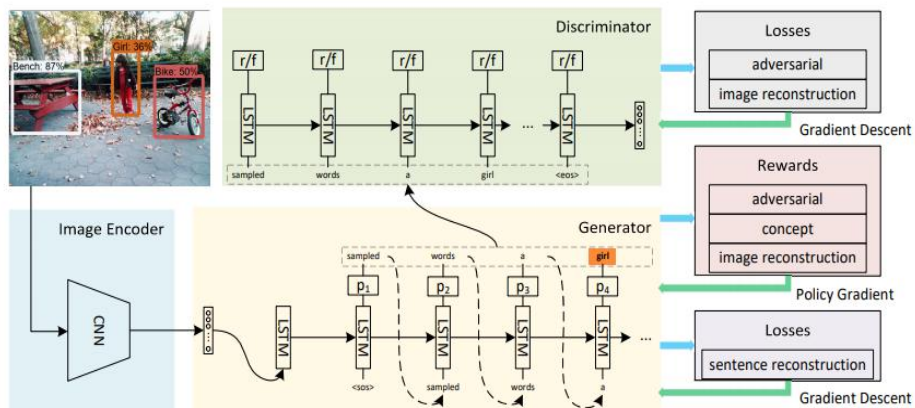 Girl: 36%
Bench: 87%
Bike: 50%
Discriminator
r/f r/f r/f r/f r/f
LSTM LSTM LSTM LSTM ... LSTM
sampled words a girl <eos>
Losses
adversarial
image reconstruction
Gradient Descent
Rewards
adversarial
concept
image reconstruction
Policy Gradient
Image Encoder
CNN
Generator
sampled words a girl
p1 p2 p3 p4
LSTM LSTM LSTM LSTM LSTM ...
<sos> sampled words a
Losses
sentence reconstruction
Gradient Descent